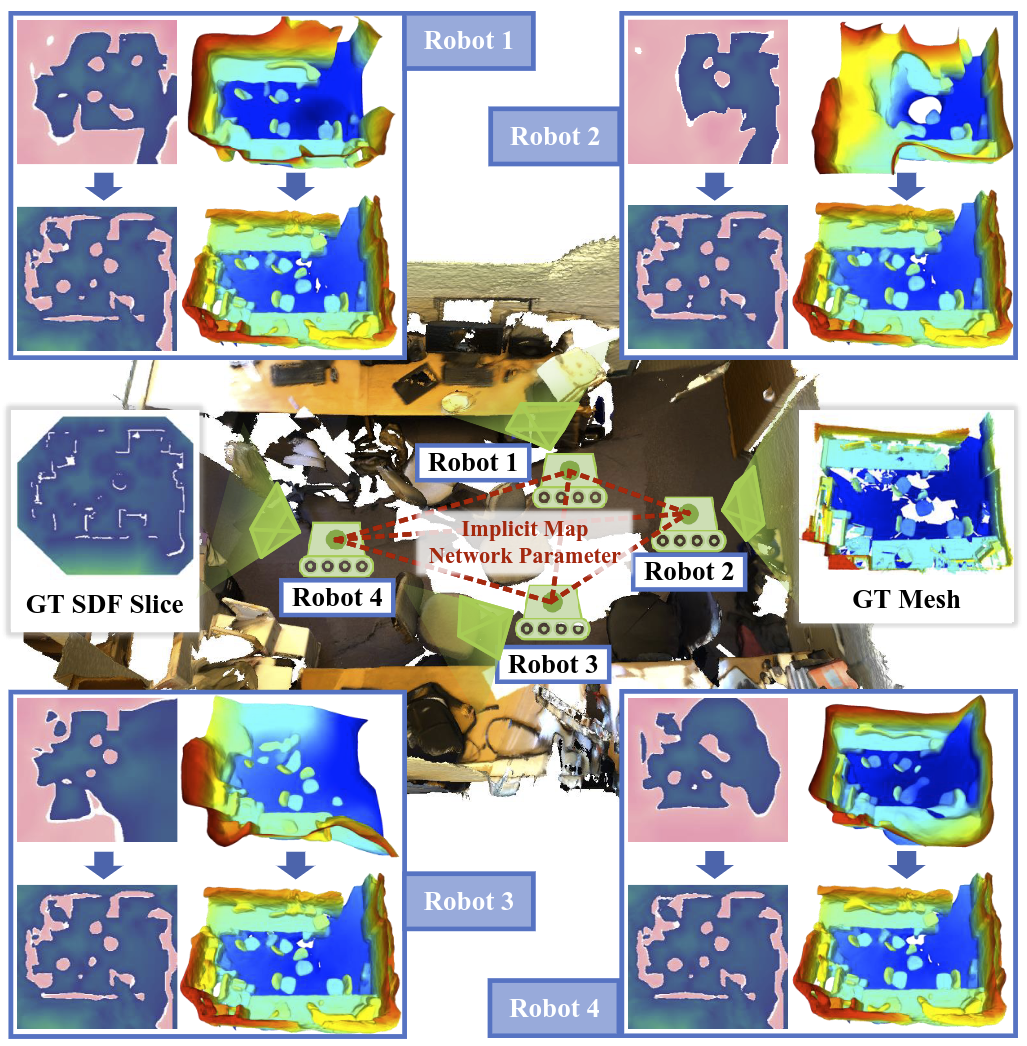 Robot 1
Robot 2
Robot 1
Implicit Map
Network Parameter
Robot 2
Robot 4
Robot 3
GT SDF Slice
GT Mesh
Robot 3
Robot 4